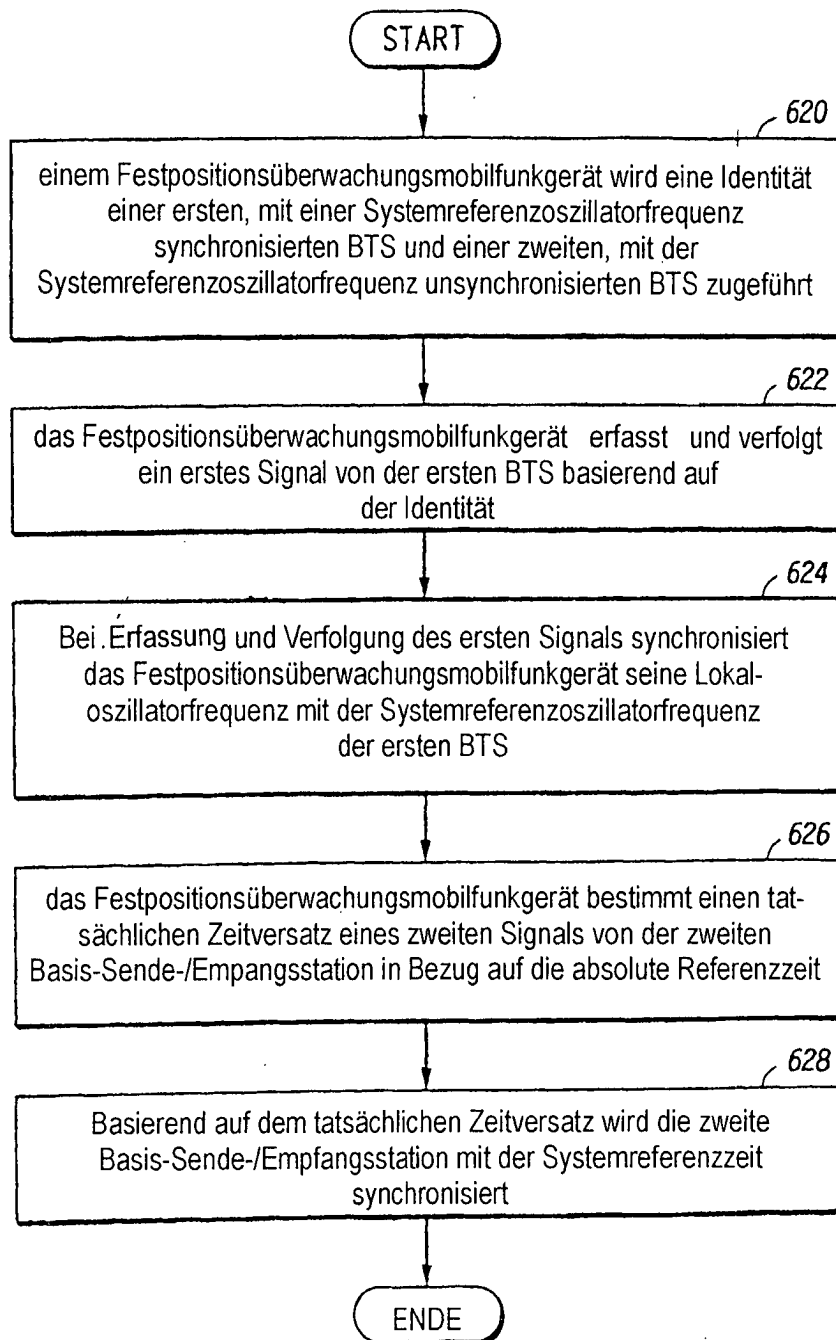 START
620
einem Festpositionsüberwachungsmobilfunkgerät wird eine Identität
einer ersten, mit einer Systemreferenzoszillatorfrequenz
synchronisierten BTS und einer zweiten, mit der
Systemreferenzoszillatorfrequenz unsynchronisierten BTS zugeführt
622
das Festpositionsüberwachungsmobilfunkgerät erfasst und verfolgt
ein erstes Signal von der ersten BTS basierend auf
der Identität
624
Bei Erfassung und Verfolgung des ersten Signals synchronisiert
das Festpositionsüberwachungsmobilfunkgerät seine Lokal-
oszillatorfrequenz mit der Systemreferenzoszillatorfrequenz
der ersten BTS
626
das Festpositionsüberwachungsmobilfunkgerät bestimmt einen tat-
sächlichen Zeitversatz eines zweiten Signals von der zweiten
Basis-Sende-/Empangsstation in Bezug auf die absolute Referenzzeit
628
Basierend auf dem tatsächlichen Zeitversatz wird die zweite
Basis-Sende-/Empfangsstation mit der Systemreferenzzeit
synchronisiert
ENDE